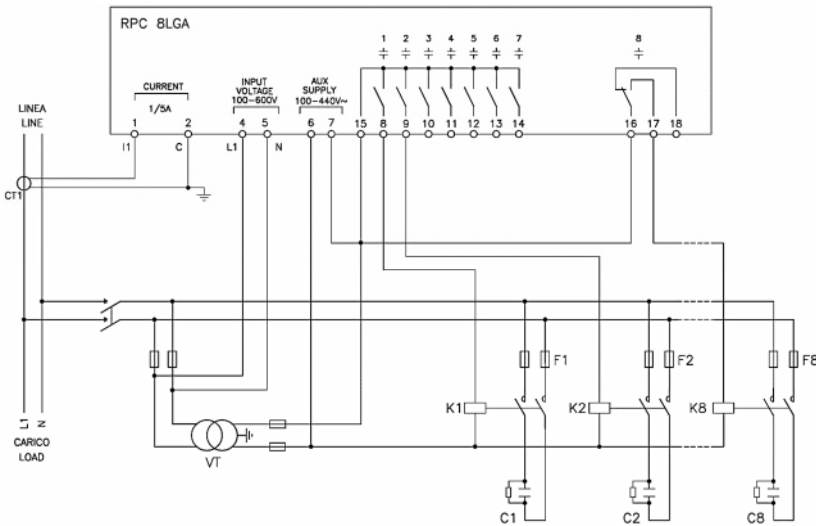 RPC 8LGA
1 2 3 4 5 6 7 8
CURRENT
1/5A
INPUT
VOLTAGE
100-600V
AUX
SUPPLY
100-440V~
LINEA
LINE
1 2 4 5 6 7 15 8 9 10 11 12 13 14 16 17 18
I1 C L1 N
CT1
F1 F2 F8
K1 K2 K8
L1 N
CARICO
LOAD
VT
C1 C2 C8